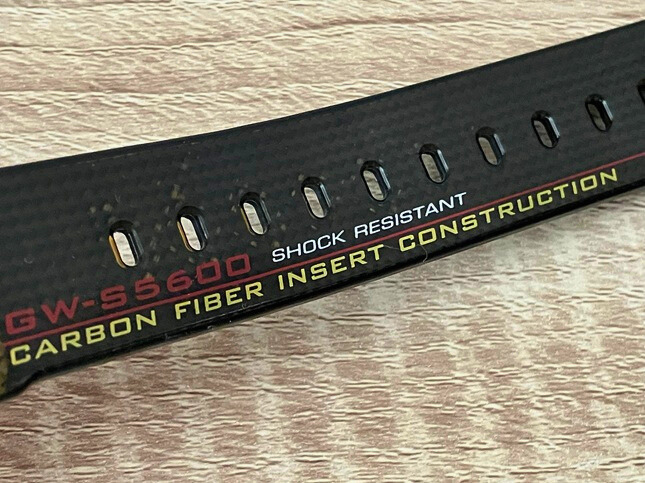 GW-S5600 SHOCK RESISTANT
CARBON FIBER INSERT CONSTRUCTION